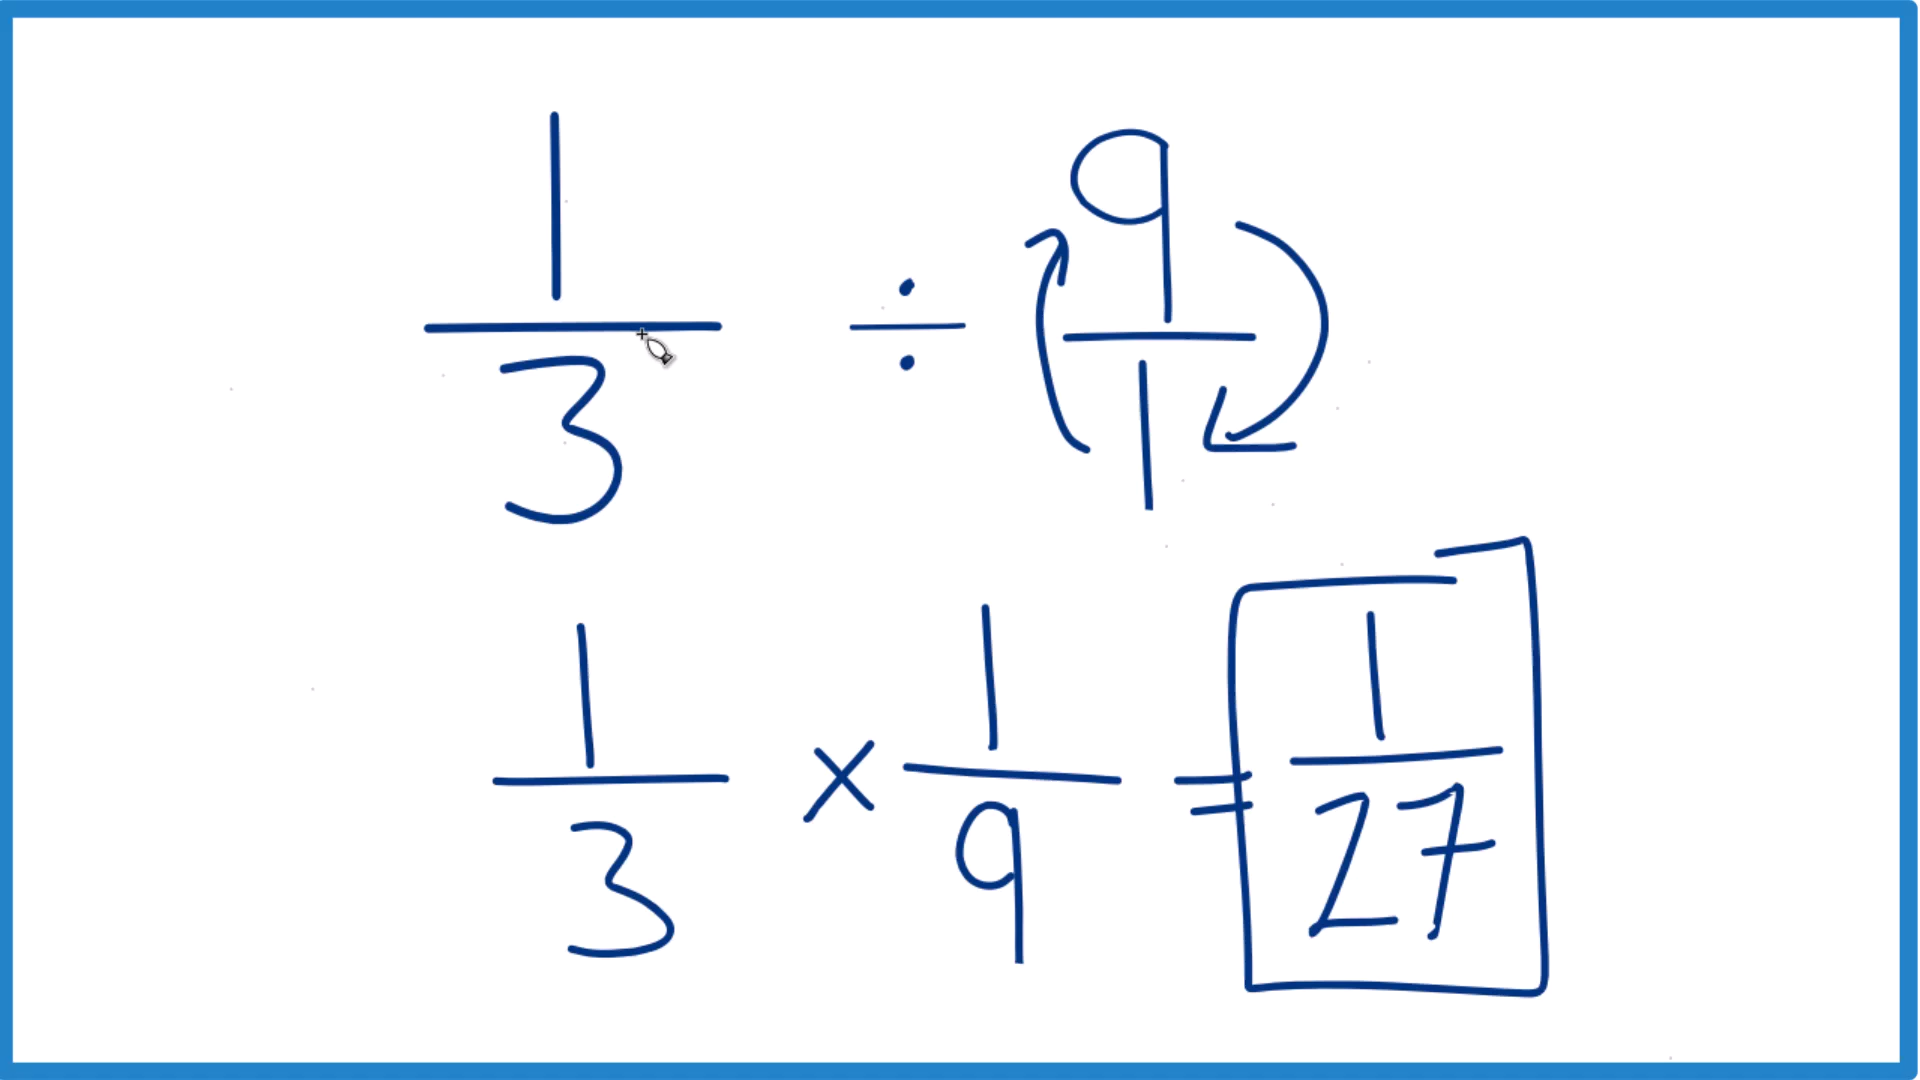 1/3 ÷ 9/1
1/3 × 1/9 = 1/27